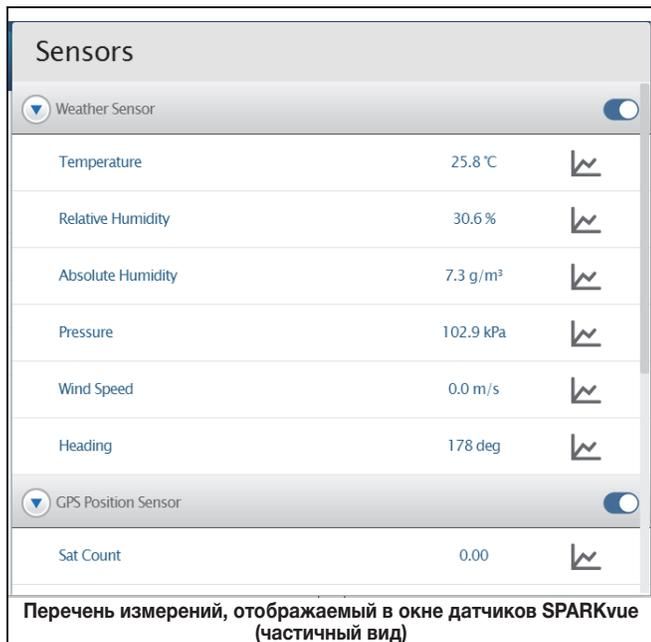 Sensors
Weather Sensor
Temperature 25.8 °C
Relative Humidity 30.6 %
Absolute Humidity 7.3 g/m³
Pressure 102.9 kPa
Wind Speed 0.0 m/s
Heading 178 deg
GPS Position Sensor
Sat Count 0.00
Перечень измерений, отображаемый в окне датчиков SPARKvue
(частичный вид)